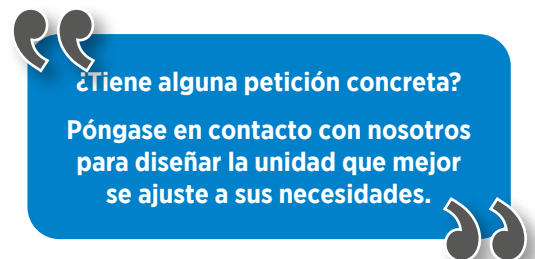 ¿Tiene alguna petición concreta?
Póngase en contacto con nosotros
para diseñar la unidad que mejor
se ajuste a sus necesidades.